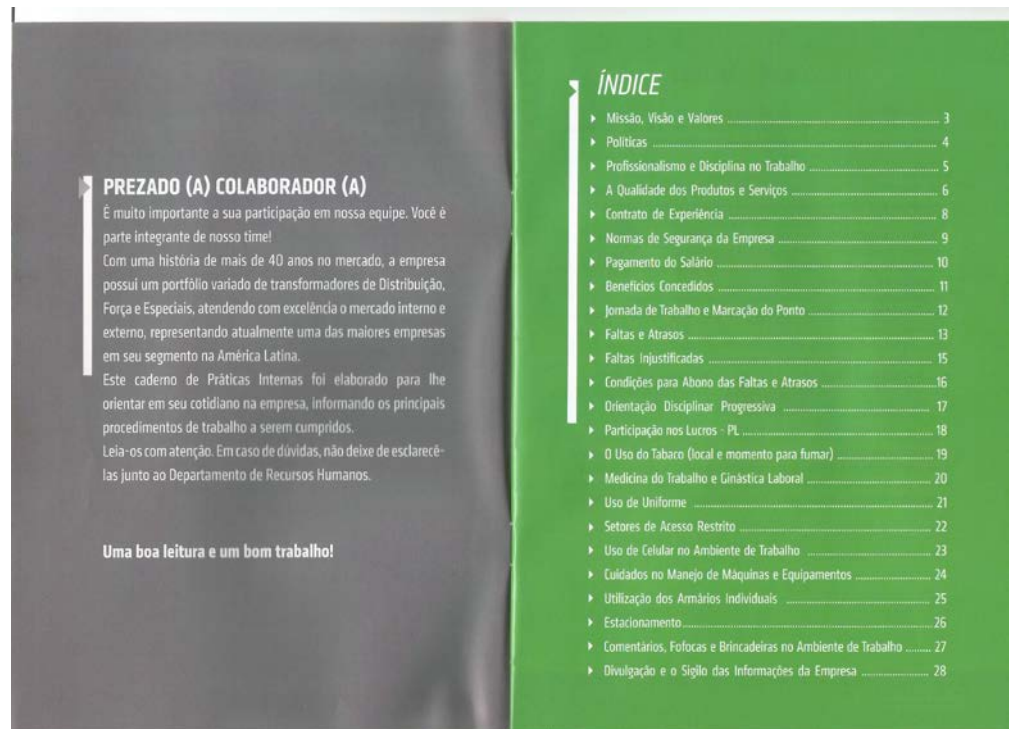 PREZADO (A) COLABORADOR (A)
É muito importante a sua participação em nossa equipe. Você é
parte integrante de nosso time!
Com uma história de mais de 40 anos no mercado, a empresa
possui um portfólio variado de transformadores de Distribuição,
Força e Especiais, atendendo com excelência o mercado interno e
externo, representando atualmente uma das maiores empresas
em seu segmento na América Latina.
Este caderno de Práticas Internas foi elaborado para lhe
orientar em seu cotidiano na empresa, informando os principais
procedimentos de trabalho a serem cumpridos.
Leia-os com atenção. Em caso de dúvidas, não deixe de esclarecê-
las junto ao Departamento de Recursos Humanos.
Uma boa leitura e um bom trabalho!
ÍNDICE
Missão, Visão e Valores 3
Políticas 4
Profissionalismo e Disciplina no Trabalho 5
A Qualidade dos Produtos e Serviços 6
Contrato de Experiência 8
Normas de Segurança da Empresa 9
Pagamento do Salário 10
Benefícios Concedidos 11
Jornada de Trabalho e Marcação do Ponto 12
Faltas e Atrasos 13
Faltas Injustificadas 15
Condições para Abono das Faltas e Atrasos 16
Orientação Disciplinar Progressiva 17
Participação nos Lucros - PL 18
O Uso do Tabaco (local e momento para fumar) 19
Medicina do Trabalho e Ginástica Laboral 20
Uso de Uniforme 21
Setores de Acesso Restrito 22
Uso de Celular no Ambiente de Trabalho 23
Cuidados no Manejo de Máquinas e Equipamentos 24
Utilização dos Armários Individuais 25
Estacionamento 26
Comentários, Fofocas e Brincadeiras no Ambiente de Trabalho 27
Divulgação e o Sigilo das Informações da Empresa 28